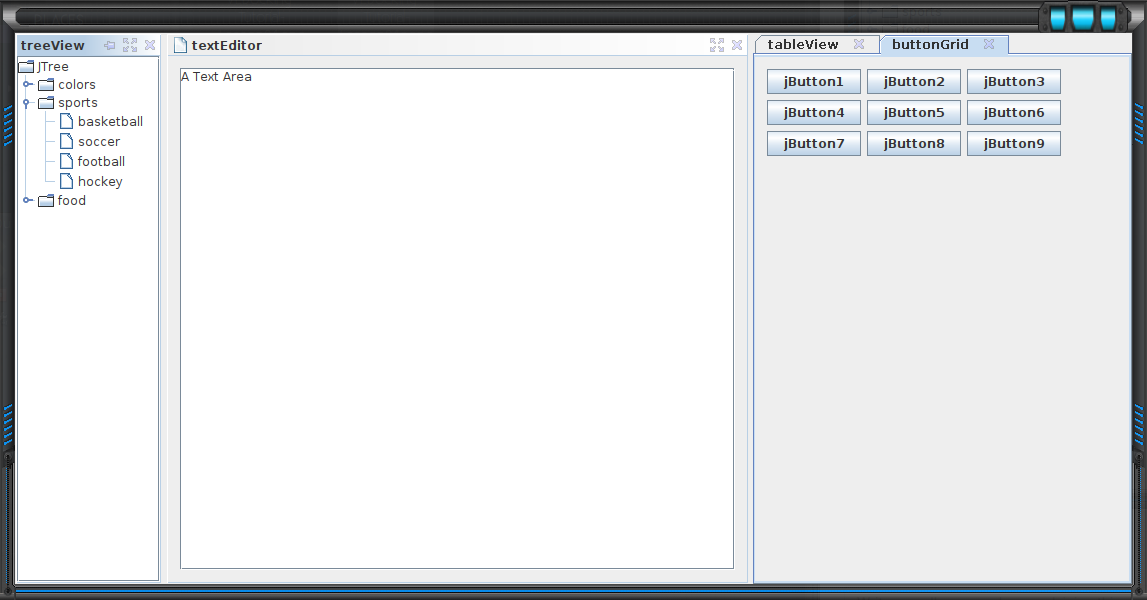 treeView
JTree
colors
sports
basketball
soccer
football
hockey
food
textEditor
A Text Area
tableView buttonGrid
jButton1 jButton2 jButton3
jButton4 jButton5 jButton6
jButton7 jButton8 jButton9